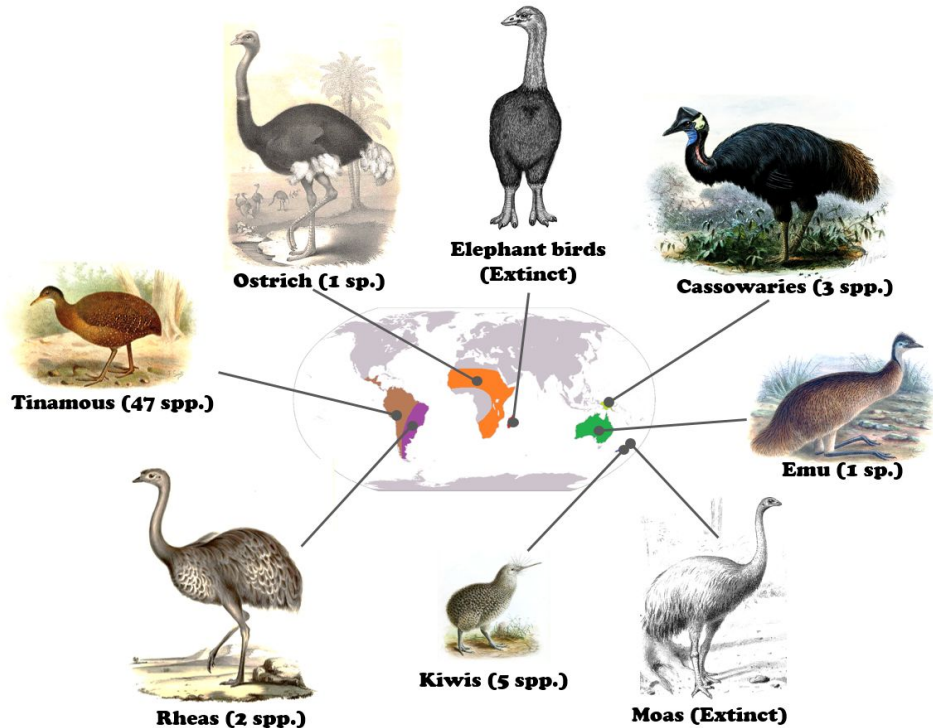 Elephant birds
(Extinct)
Ostrich (1 sp.)
Cassowaries (3 spp.)
Tinamous (47 spp.)
Emu (1 sp.)
Kiwis (5 spp.)
Rheas (2 spp.)
Moas (Extinct)